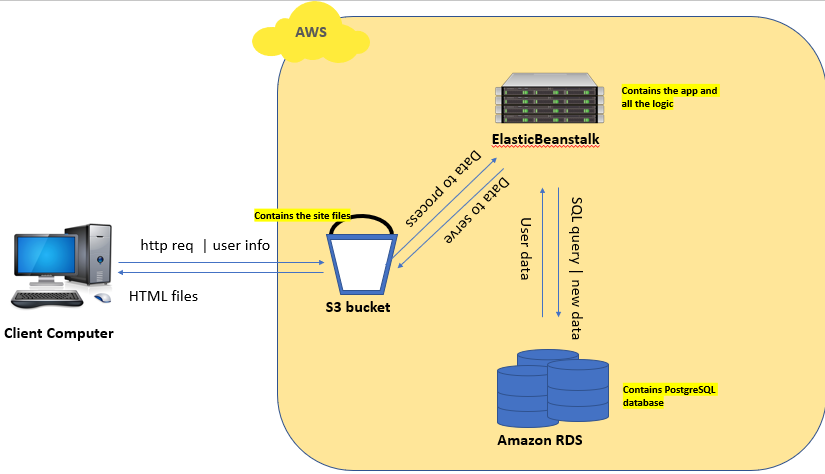 AWS
Contains the app and
all the logic
ElasticBeanstalk
Data to process
Data to serve
Contains the site files
http req | user info
HTML files
S3 bucket
Client Computer
User data
SQL query | new data
Contains PostgreSQL
database
Amazon RDS